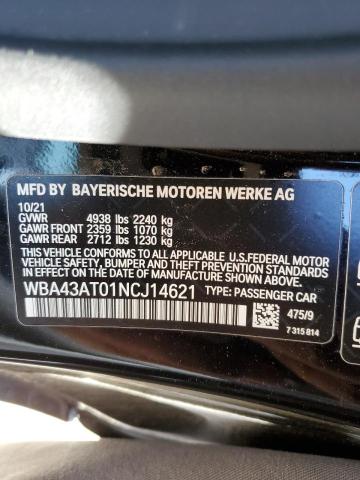 MFD BY BAYERISCHE MOTOREN WERKE AG
10/21
GVWR 4938 lbs 2240 kg
GAWR FRONT 2359 lbs 1070 kg
GAWR REAR 2712 lbs 1230 kg
THIS VEHICLE CONFORMS TO ALL APPLICABLE U.S.FEDERAL MOTOR
VEHICLE SAFETY, BUMPER, AND THEFT PREVENTION STANDARDS
IN EFFECT ON THE DATE OF MANUFACTURE SHOWN ABOVE.
WBA43AT01NCJ14621 TYPE: PASSENGER CAR
475/9
7 315 814